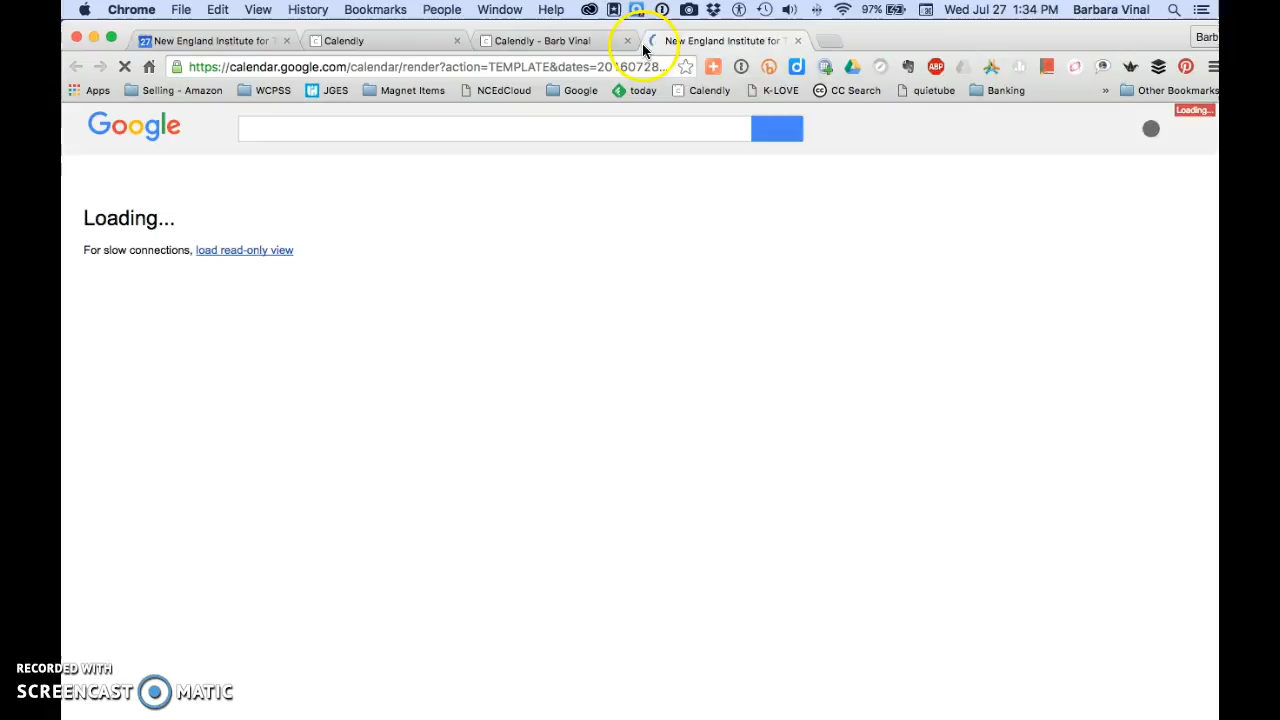 Chrome File Edit View History Bookmarks People Window Help 97% Wed Jul 27 1:34 PM Barbara Vinal
27 New England Institute for T Calendly Calendly - Barb Vinal New England Institute for T Barb
https://calendar.google.com/calendar/render?action=TEMPLATE&dates=20160728... ABP
Apps Selling - Amazon WCPSS JGES Magnet Items NCEdCloud Google today Calendly K-LOVE CC Search quietube Banking » Other Bookmarks
Google
Loading...
Loading...
For slow connections, load read-only view
RECORDED WITH
SCREENCAST MATIC